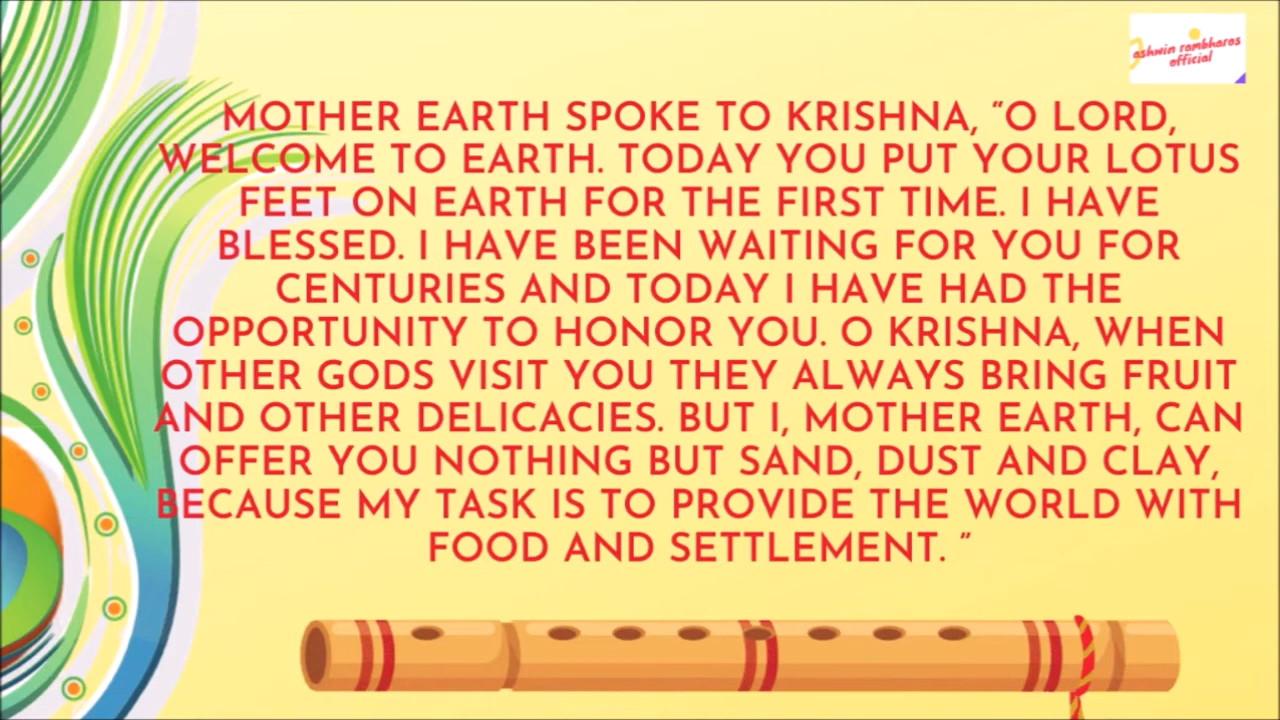 ashwin rambharos
official
MOTHER EARTH SPOKE TO KRISHNA, “O LORD,
WELCOME TO EARTH. TODAY YOU PUT YOUR LOTUS
FEET ON EARTH FOR THE FIRST TIME. I HAVE
BLESSED. I HAVE BEEN WAITING FOR YOU FOR
CENTURIES AND TODAY I HAVE HAD THE
OPPORTUNITY TO HONOR YOU. O KRISHNA, WHEN
OTHER GODS VISIT YOU THEY ALWAYS BRING FRUIT
AND OTHER DELICACIES. BUT I, MOTHER EARTH, CAN
OFFER YOU NOTHING BUT SAND, DUST AND CLAY,
BECAUSE MY TASK IS TO PROVIDE THE WORLD WITH
FOOD AND SETTLEMENT. ”